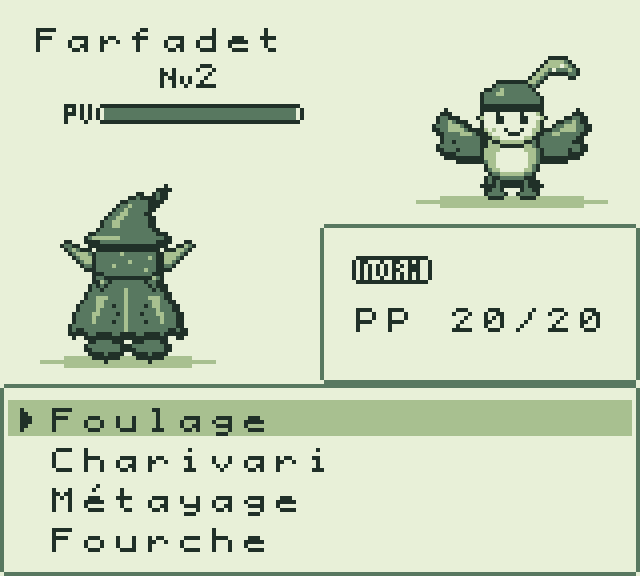 Farfadet
Nv2
PV
PP 20/20
Foulage
Charivari
Métayage
Fourche